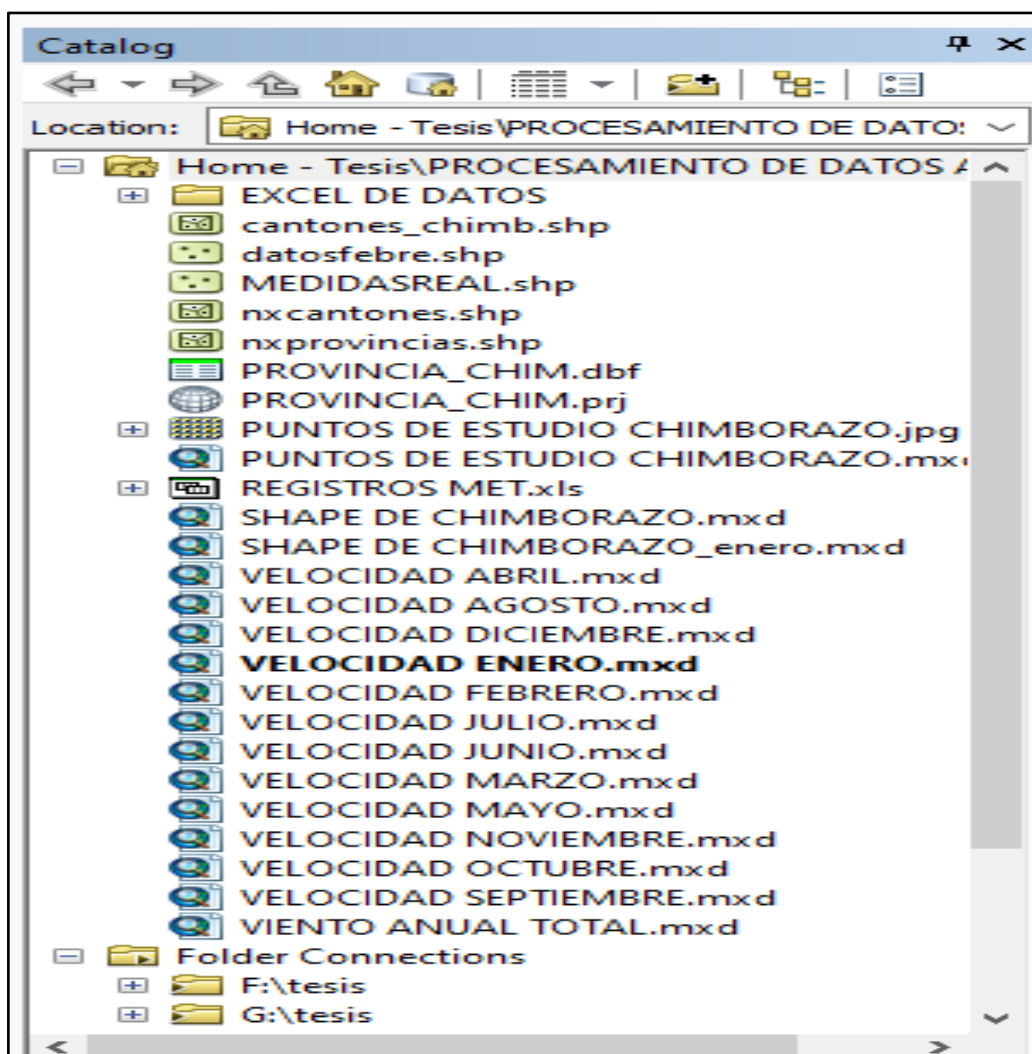 Catalog
Location: Home - Tesis\PROCESAMIENTO DE DATO
Home - Tesis\PROCESAMIENTO DE DATOS
EXCEL DE DATOS
cantones_chimb.shp
datosfebre.shp
MEDIDASREAL.shp
nxcantones.shp
nxprovincias.shp
PROVINCIA_CHIM.dbf
PROVINCIA_CHIM.prj
PUNTOS DE ESTUDIO CHIMBORAZO.jpg
PUNTOS DE ESTUDIO CHIMBORAZO.mx
REGISTROS MET.xls
SHAPE DE CHIMBORAZO.mxd
SHAPE DE CHIMBORAZO_enero.mxd
VELOCIDAD ABRIL.mxd
VELOCIDAD AGOSTO.mxd
VELOCIDAD DICIEMBRE.mxd
VELOCIDAD ENERO.mxd
VELOCIDAD FEBRERO.mxd
VELOCIDAD JULIO.mxd
VELOCIDAD JUNIO.mxd
VELOCIDAD MARZO.mxd
VELOCIDAD MAYO.mxd
VELOCIDAD NOVIEMBRE.mxd
VELOCIDAD OCTUBRE.mxd
VELOCIDAD SEPTIEMBRE.mxd
VIENTO ANUAL TOTAL.mxd
Folder Connections
F:\tesis
G:\tesis